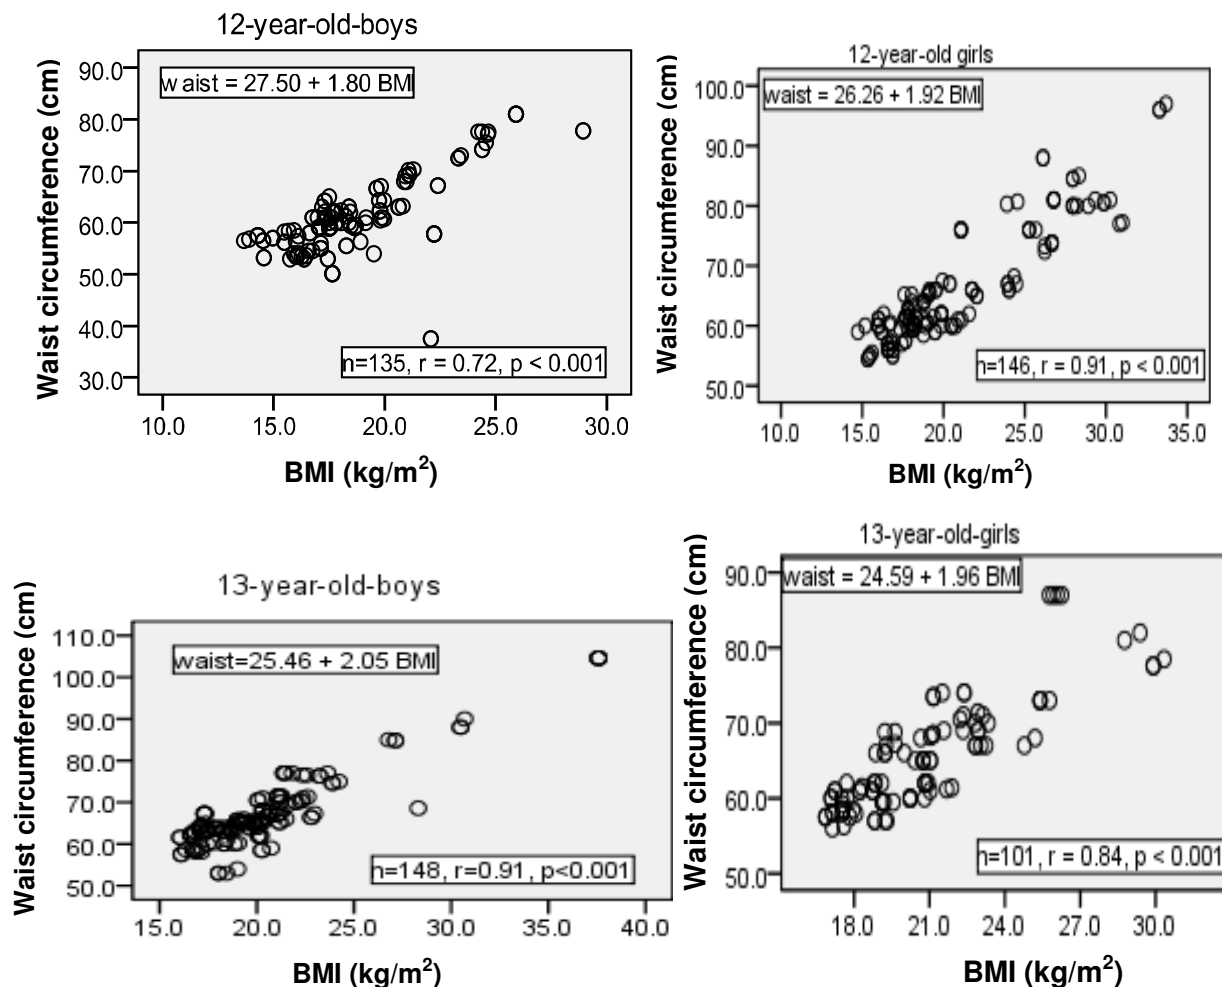 12-year-old-boys
Waist circumference (cm)
90.0
80.0
70.0
60.0
50.0
40.0
30.0
waist = 27.50 + 1.80 BMI
n=135, r = 0.72, p < 0.001
10.0 15.0 20.0 25.0 30.0
BMI (kg/m²)
12-year-old girls
Waist circumference (cm)
100.0
90.0
80.0
70.0
60.0
50.0
waist = 26.26 + 1.92 BMI
n=146, r = 0.91, p < 0.001
10.0 15.0 20.0 25.0 30.0 35.0
BMI (kg/m²)
13-year-old-boys
Waist circumference (cm)
110.0
100.0
90.0
80.0
70.0
60.0
50.0
waist=25.46 + 2.05 BMI
n=148, r=0.91, p<0.001
15.0 20.0 25.0 30.0 35.0 40.0
BMI (kg/m²)
13-year-old-girls
Waist circumference (cm)
90.0
80.0
70.0
60.0
50.0
waist = 24.59 + 1.96 BMI
n=101, r = 0.84, p < 0.001
18.0 21.0 24.0 27.0 30.0
BMI (kg/m²)